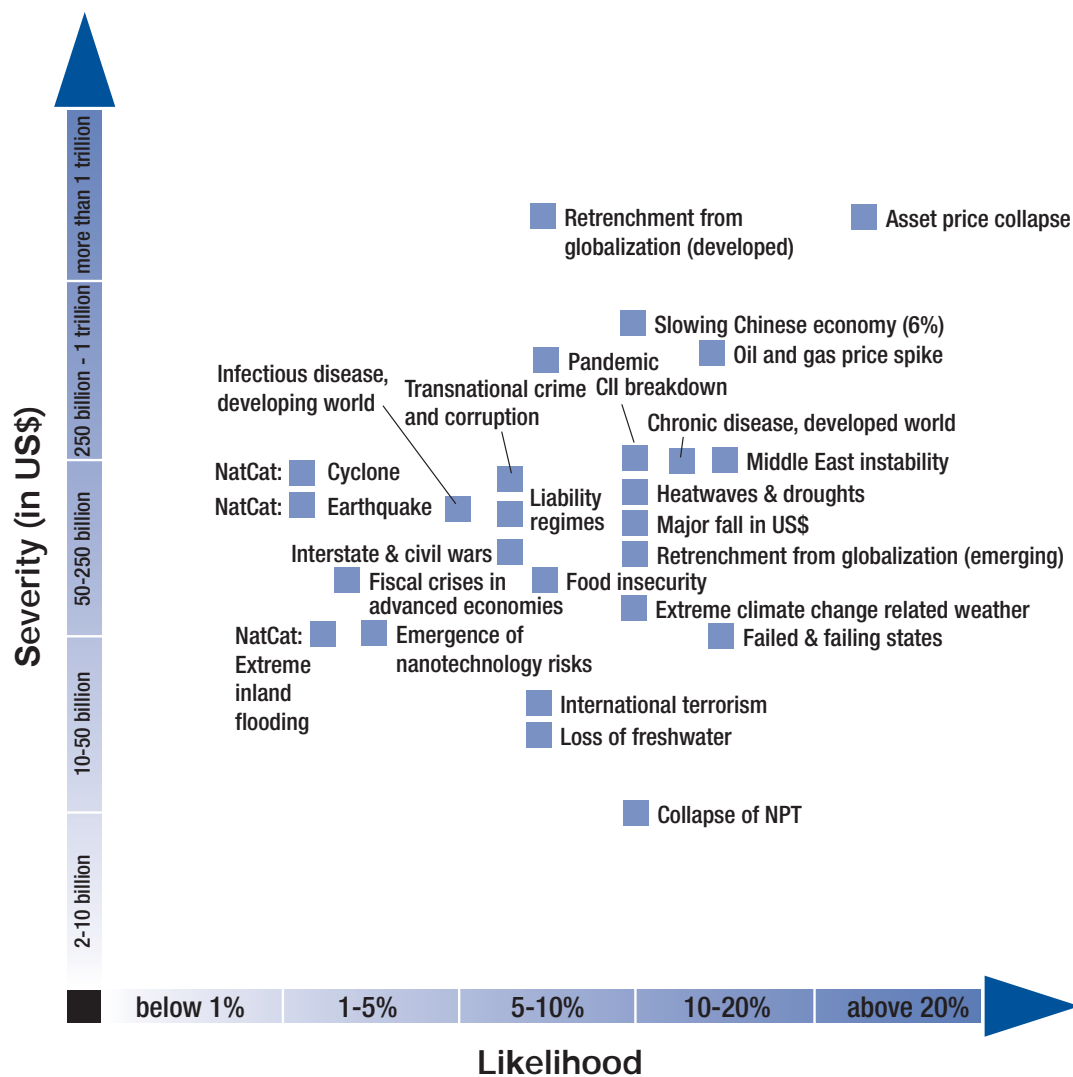 Severity (in US$)
more than 1 trillion
250 billion - 1 trillion
50-250 billion
10-50 billion
2-10 billion
Retrenchment from
globalization (developed)
Asset price collapse
Slowing Chinese economy (6%)
Oil and gas price spike
Pandemic
Infectious disease,
developing world
Transnational crime
and corruption
CII breakdown
Chronic disease, developed world
Middle East instability
NatCat: Cyclone
Heatwaves & droughts
NatCat: Earthquake
Liability
regimes
Major fall in US$
Interstate & civil wars
Retrenchment from globalization (emerging)
Fiscal crises in
advanced economies
Food insecurity
Extreme climate change related weather
NatCat:
Extreme
inland
flooding
Emergence of
nanotechnology risks
Failed & failing states
International terrorism
Loss of freshwater
Collapse of NPT
below 1%
1-5%
5-10%
10-20%
above 20%
Likelihood